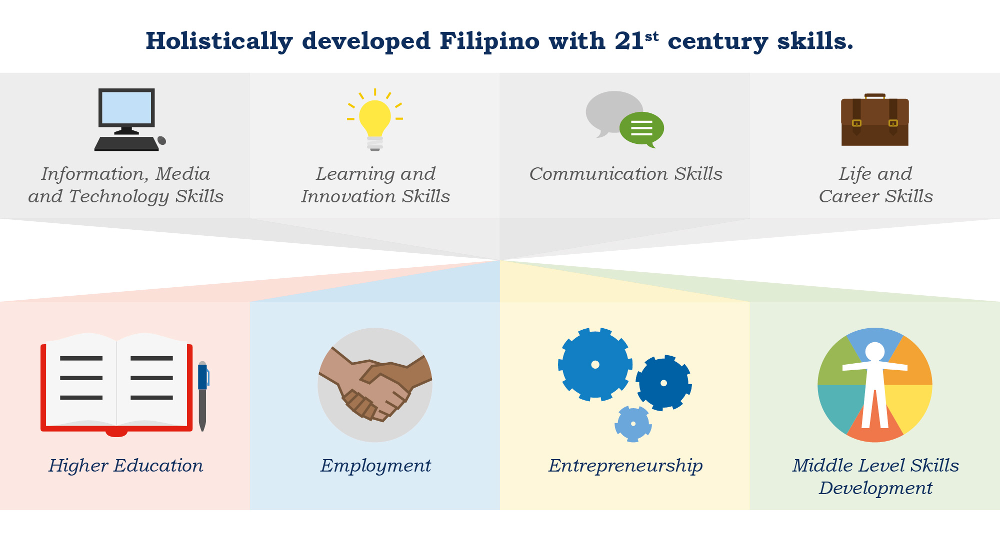 Holistically developed Filipino with 21st century skills.
Information, Media
and Technology Skills
Learning and
Innovation Skills
Communication Skills
Life and
Career Skills
Higher Education
Employment
Entrepreneurship
Middle Level Skills
Development